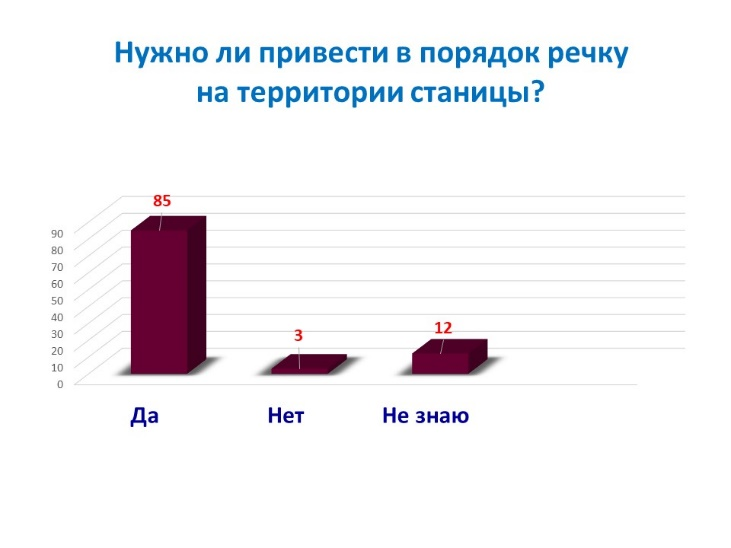 Нужно ли привести в порядок речку
на территории станицы?
85
3
12
90
80
70
60
50
40
30
20
10
0
Да
Нет
Не знаю